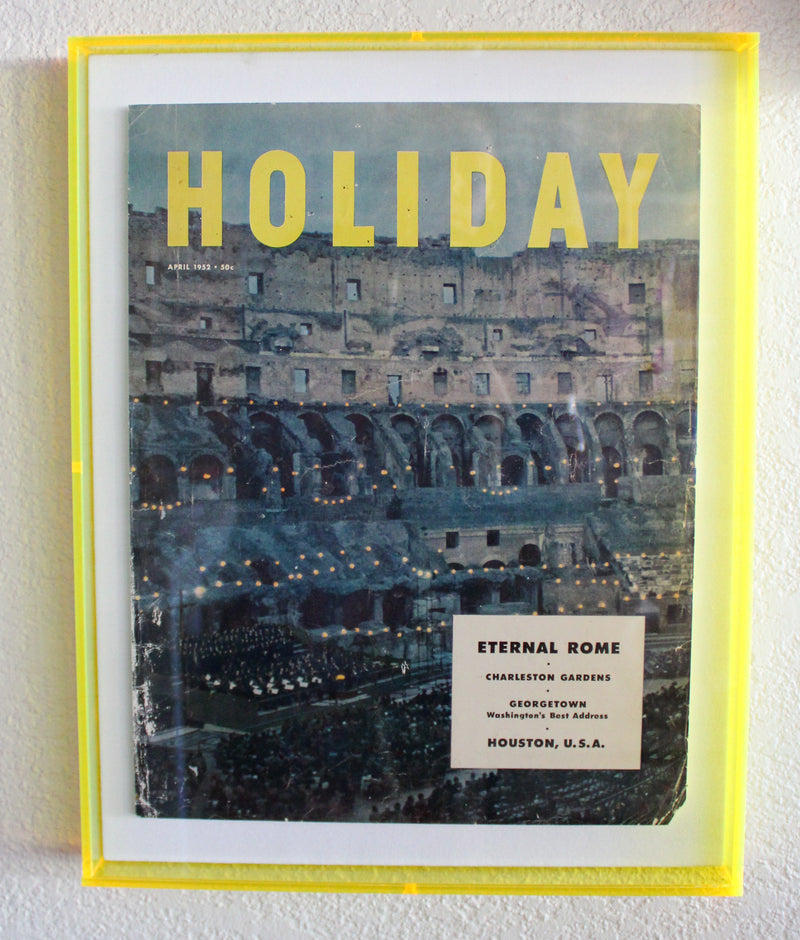 HOLIDAY
APRIL 1952 • 50c
ETERNAL ROME
•
CHARLESTON GARDENS
•
GEORGETOWN
Washington's Best Address
•
HOUSTON, U.S.A.